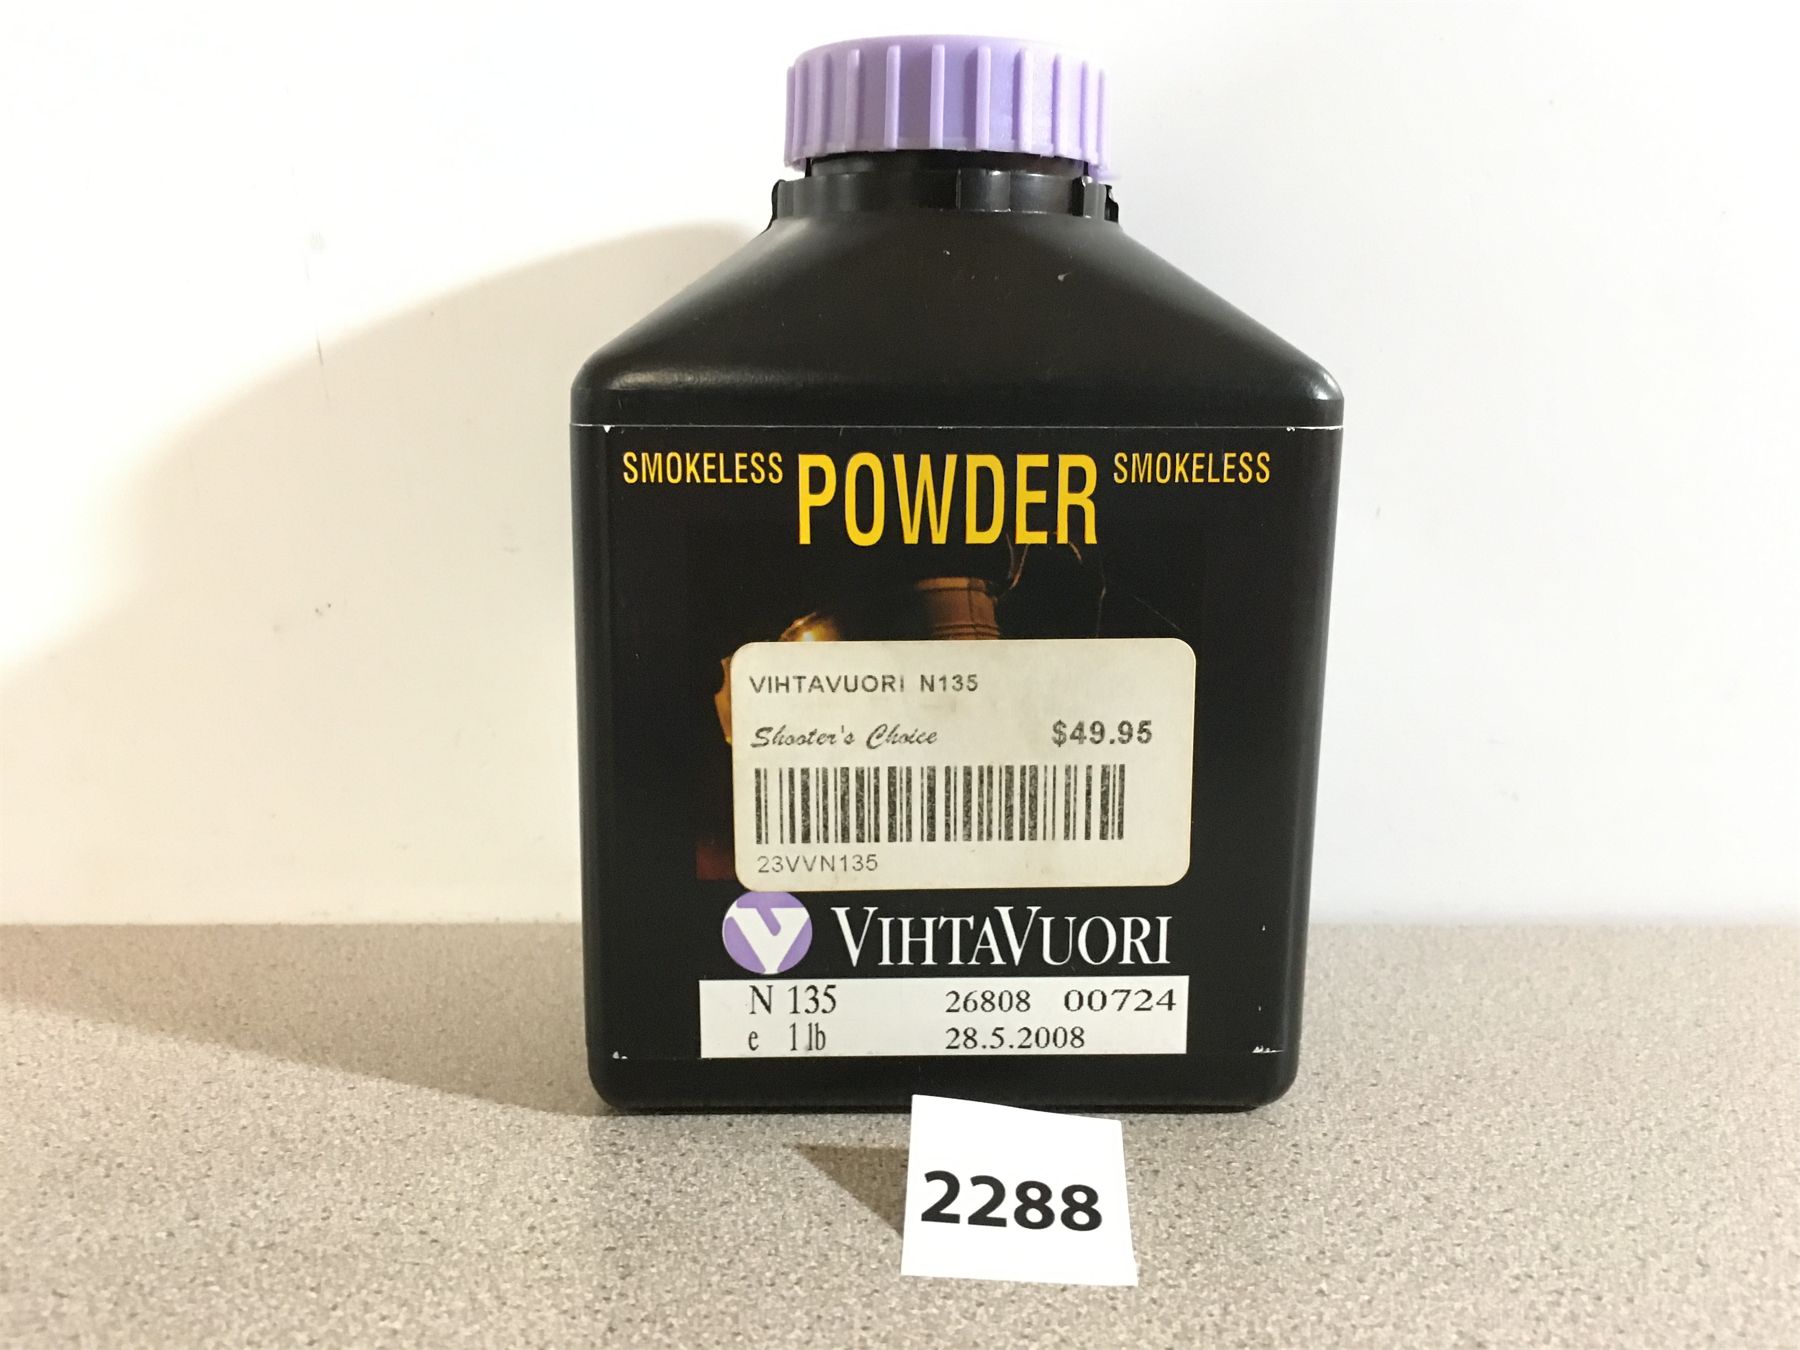 SMOKELESS POWDER SMOKELESS
VIHTAVUORI N135
Shooter's Choice $49.95
23VVN135
V VIHTAVUORI
N 135 26808 00724
e 1 lb 28.5.2008
2288